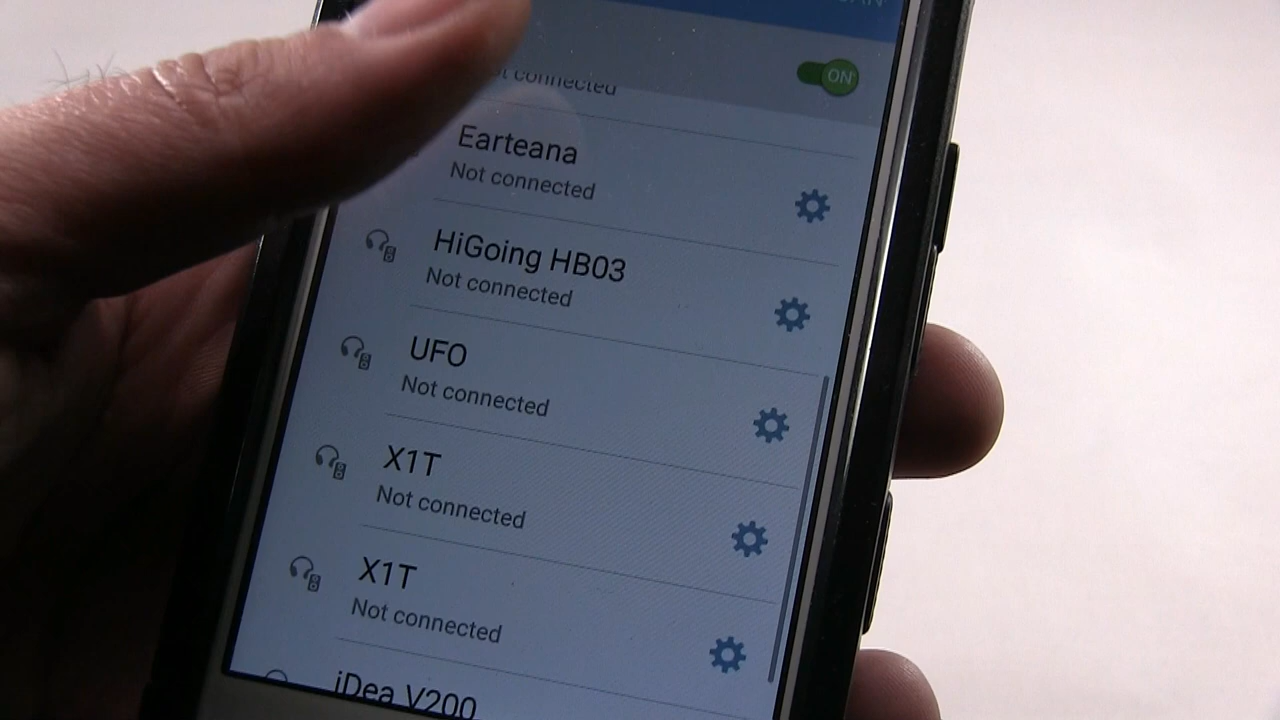 connected
ON
Earteana
Not connected
HiGoing HB03
Not connected
UFO
Not connected
X1T
Not connected
X1T
Not connected
iDea V200